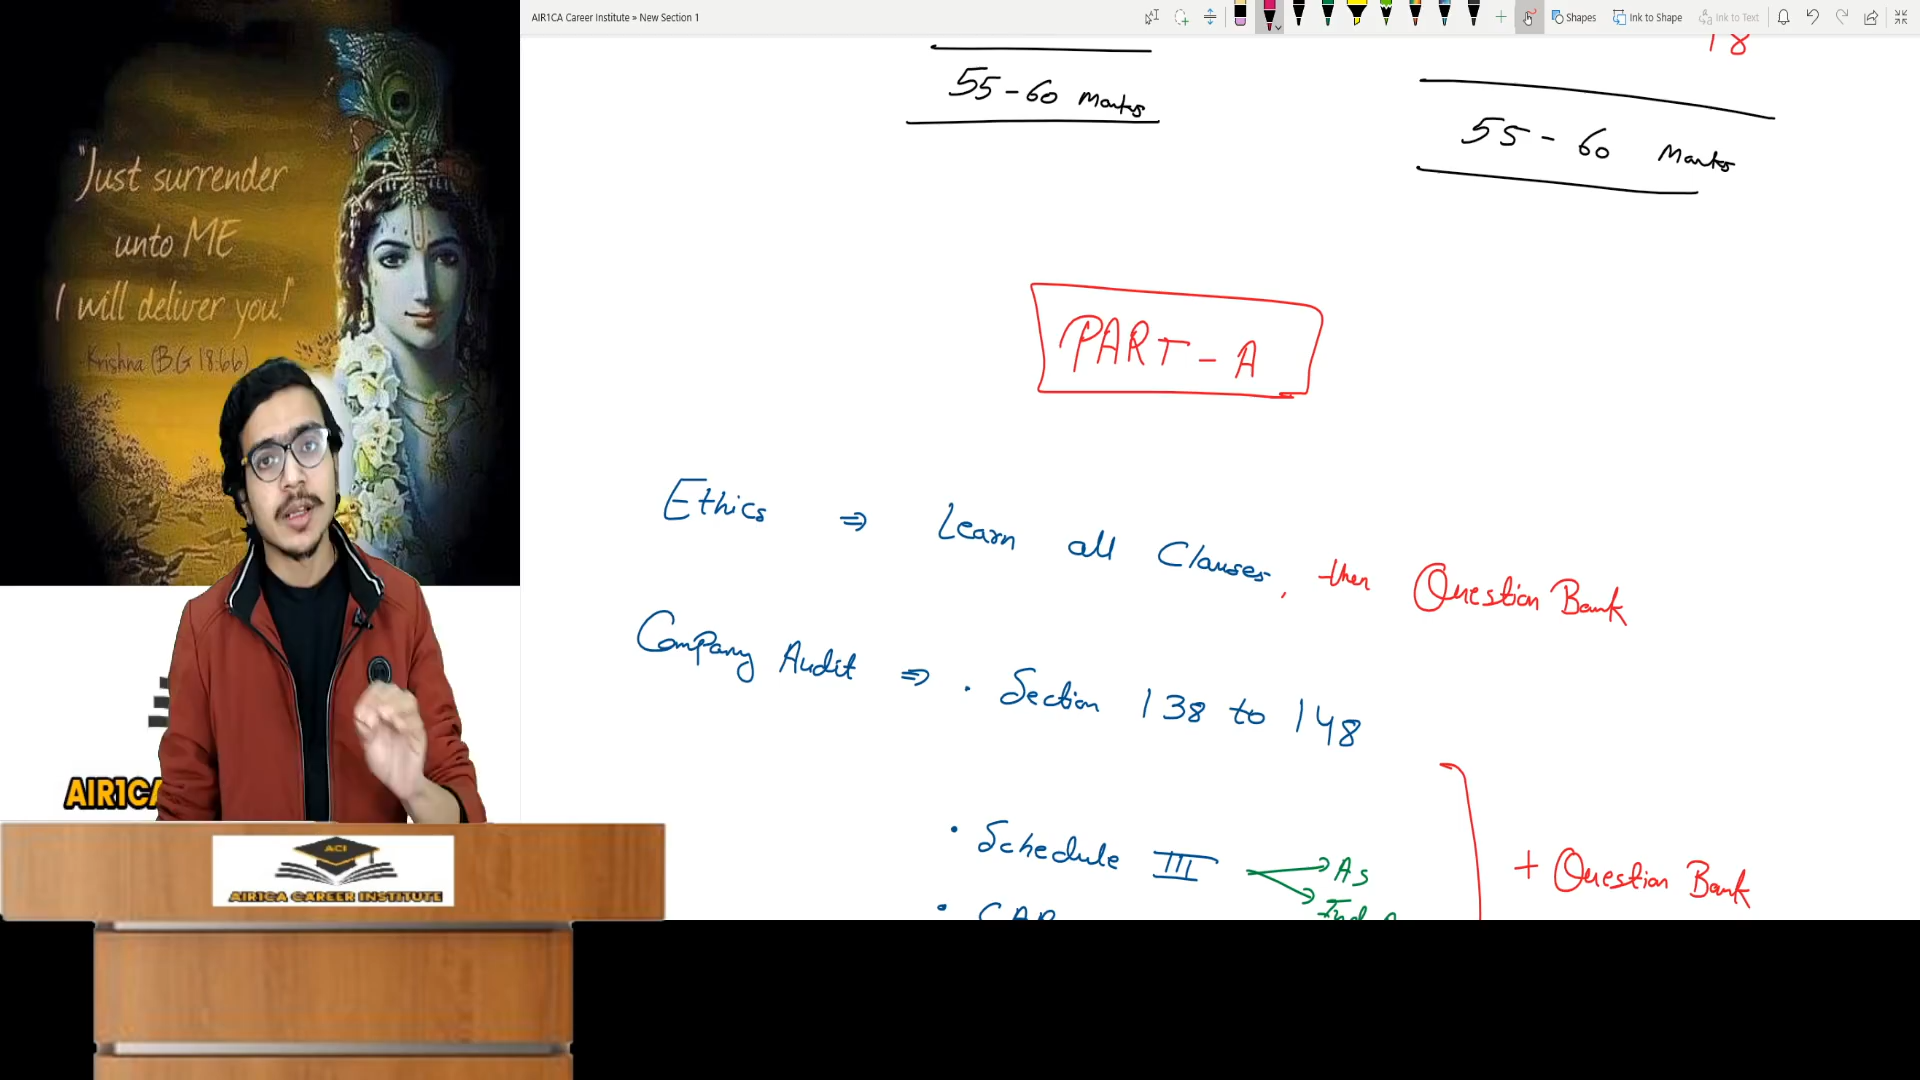 AIR1CA Career Institute » New Section 1
Shapes
Ink to Shape
Ink to Text
18
55-60 Marks
55-60 Marks
"Just surrender
unto ME
I will deliver you!"
-Krishna (B.G 18:66)
PART-A
Ethics ⇒ Learn all Clauses, then Question Bank
Company Audit ⇒ • Section 138 to 148
• Schedule III → As
→ Ind
+ Question Bank
AIR1CA
ACI
AIR1CA CAREER INSTITUTE